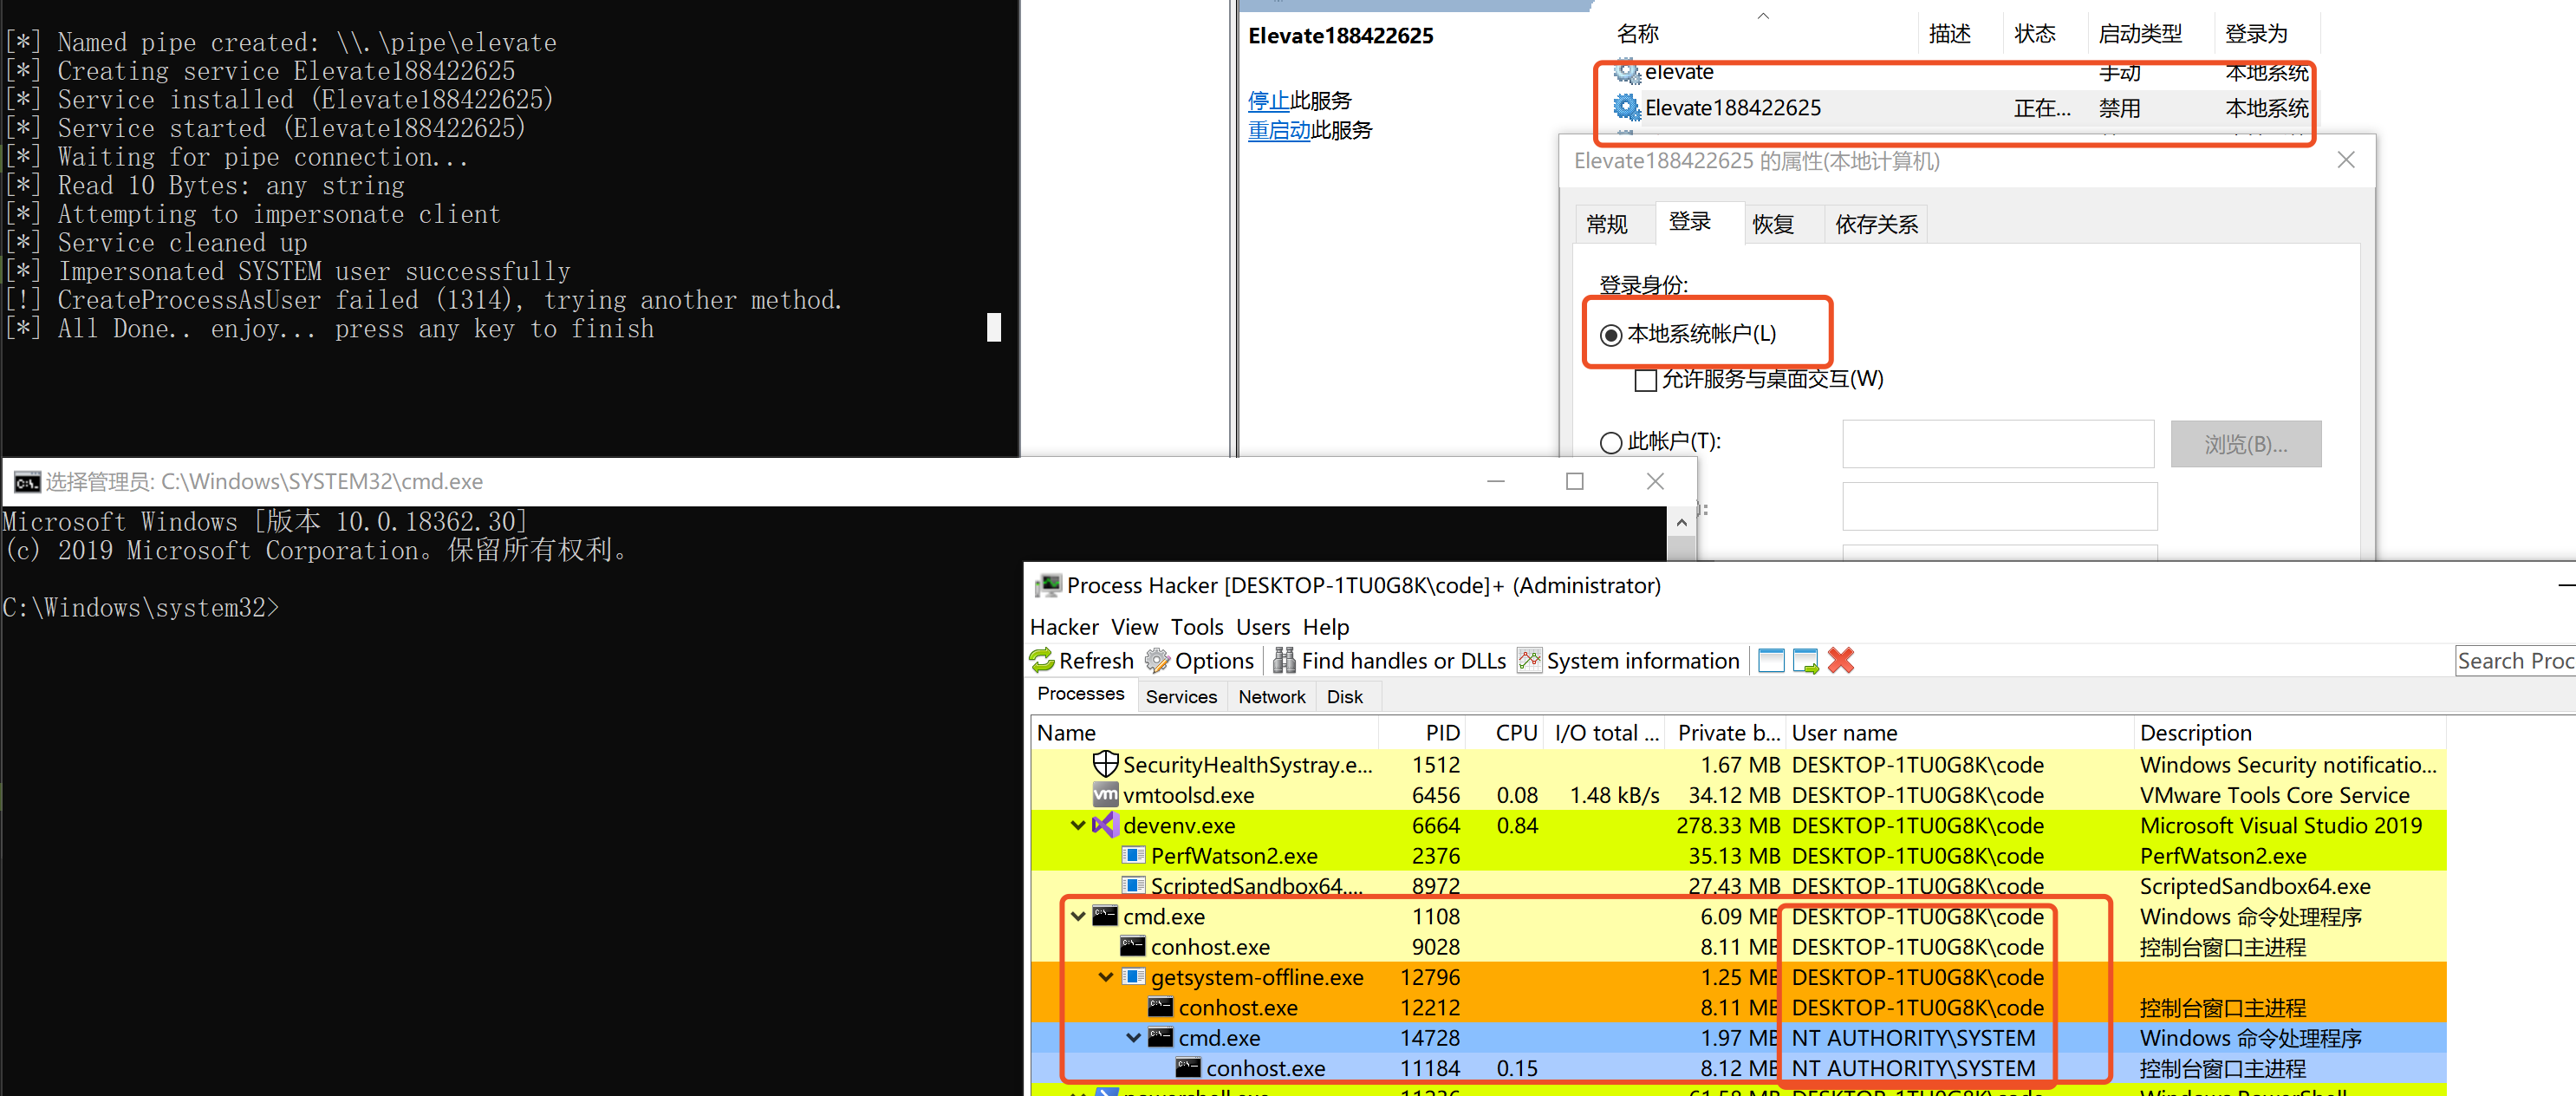 [*] Named pipe created: \\.\pipe\elevate
[*] Creating service Elevate188422625
[*] Service installed (Elevate188422625)
[*] Service started (Elevate188422625)
[*] Waiting for pipe connection...
[*] Read 10 Bytes: any string
[*] Attempting to impersonate client
[*] Service cleaned up
[*] Impersonated SYSTEM user successfully
[!] CreateProcessAsUser failed (1314), trying another method.
[*] All Done.. enjoy... press any key to finish
Elevate188422625
停止此服务
重启动此服务
名称 描述 状态 启动类型 登录为
elevate 手动 本地系统
Elevate188422625 正在... 禁用 本地系统
Elevate188422625 的属性(本地计算机)
常规 登录 恢复 依存关系
登录身份:
本地系统帐户(L)
允许服务与桌面交互(W)
此帐户(T): 浏览(B)...
选择管理员: C:\Windows\SYSTEM32\cmd.exe
Microsoft Windows [版本 10.0.18362.30]
(c) 2019 Microsoft Corporation。保留所有权利。
C:\Windows\system32>
Process Hacker [DESKTOP-1TU0G8K\code]+ (Administrator)
Hacker View Tools Users Help
Refresh Options Find handles or DLLs System information Search Proc
Processes Services Network Disk
Name PID CPU I/O total ... Private b... User name Description
SecurityHealthSystray.e... 1512 1.67 MB DESKTOP-1TU0G8K\code Windows Security notificatio...
vmtoolsd.exe 6456 0.08 1.48 kB/s 34.12 MB DESKTOP-1TU0G8K\code VMware Tools Core Service
devenv.exe 6664 0.84 278.33 MB DESKTOP-1TU0G8K\code Microsoft Visual Studio 2019
PerfWatson2.exe 2376 35.13 MB DESKTOP-1TU0G8K\code PerfWatson2.exe
ScriptedSandbox64.... 8972 27.43 MB DESKTOP-1TU0G8K\code ScriptedSandbox64.exe
cmd.exe 1108 6.09 MB DESKTOP-1TU0G8K\code Windows 命令处理程序
conhost.exe 9028 8.11 MB DESKTOP-1TU0G8K\code 控制台窗口主进程
getsystem-offline.exe 12796 1.25 MB DESKTOP-1TU0G8K\code
conhost.exe 12212 8.11 MB DESKTOP-1TU0G8K\code 控制台窗口主进程
cmd.exe 14728 1.97 MB NT AUTHORITY\SYSTEM Windows 命令处理程序
conhost.exe 11184 0.15 8.12 MB NT AUTHORITY\SYSTEM 控制台窗口主进程